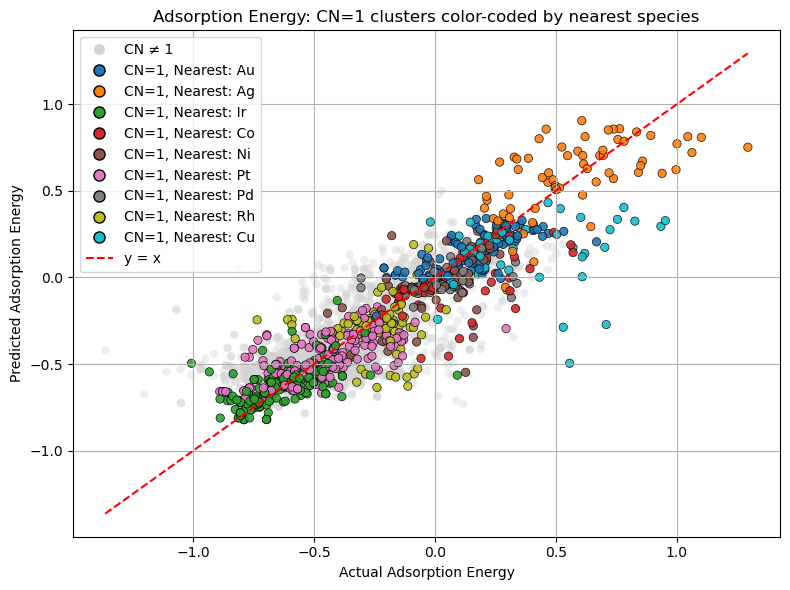 Adsorption Energy: CN=1 clusters color-coded by nearest species
CN ≠ 1
CN=1, Nearest: Au
CN=1, Nearest: Ag
CN=1, Nearest: Ir
CN=1, Nearest: Co
CN=1, Nearest: Ni
CN=1, Nearest: Pt
CN=1, Nearest: Pd
CN=1, Nearest: Rh
CN=1, Nearest: Cu
y = x
Predicted Adsorption Energy
1.0
0.5
0.0
−0.5
−1.0
−1.0 −0.5 0.0 0.5 1.0
Actual Adsorption Energy